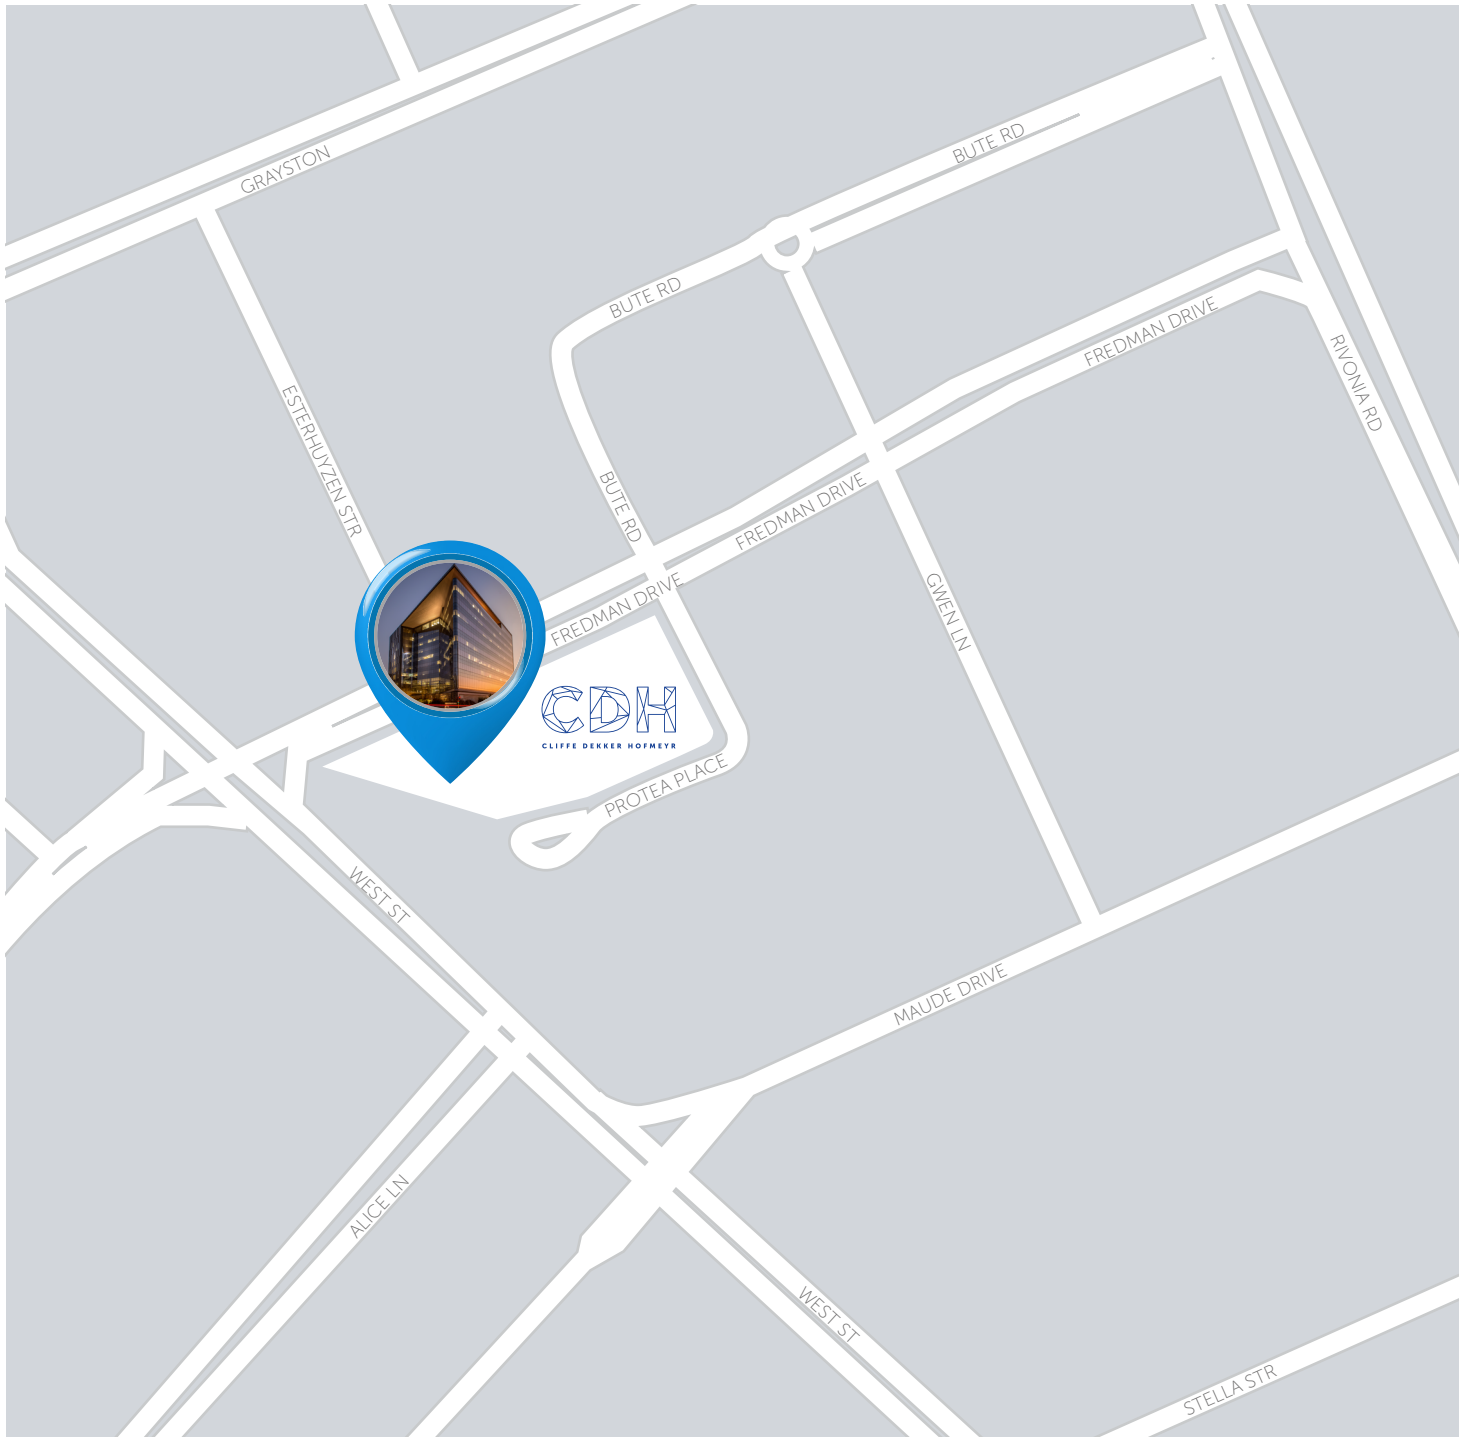 BUTE RD
GRAYSTON
BUTE RD
FREDMAN DRIVE
RIVONIA RD
ESTERHUYZEN STR
BUTE RD
FREDMAN DRIVE
FREDMAN DRIVE
GWEN LN
CDH
CLIFFE DEKKER HOFMEYR
PROTEA PLACE
WEST ST
MAUDE DRIVE
ALICE LN
WEST ST
STELLA STR